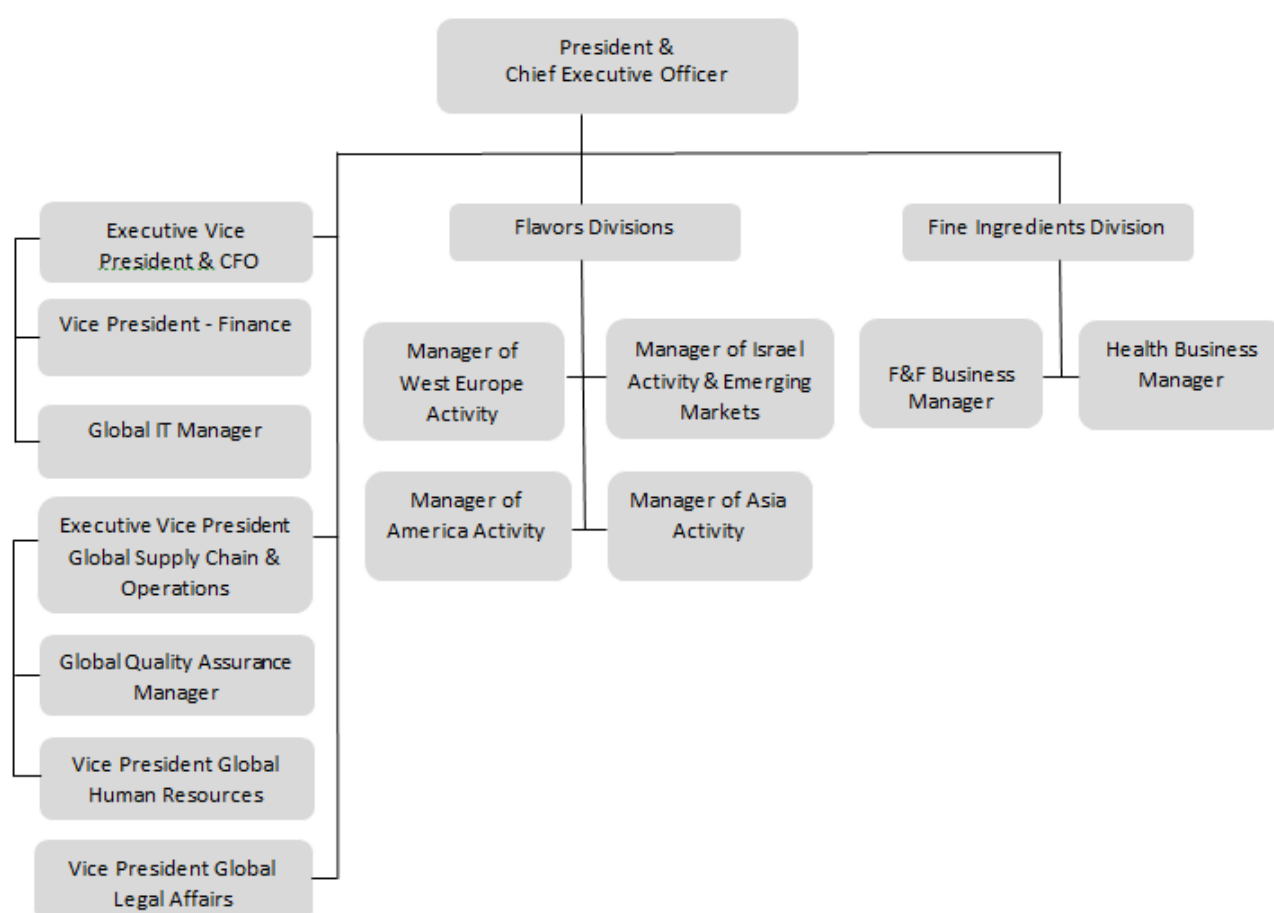 President &
Chief Executive Officer
Executive Vice
President & CFO
Vice President - Finance
Global IT Manager
Executive Vice President
Global Supply Chain &
Operations
Global Quality Assurance
Manager
Vice President Global
Human Resources
Vice President Global
Legal Affairs
Flavors Divisions
Manager of
West Europe
Activity
Manager of Israel
Activity & Emerging
Markets
Manager of
America Activity
Manager of Asia
Activity
Fine Ingredients Division
F&F Business
Manager
Health Business
Manager